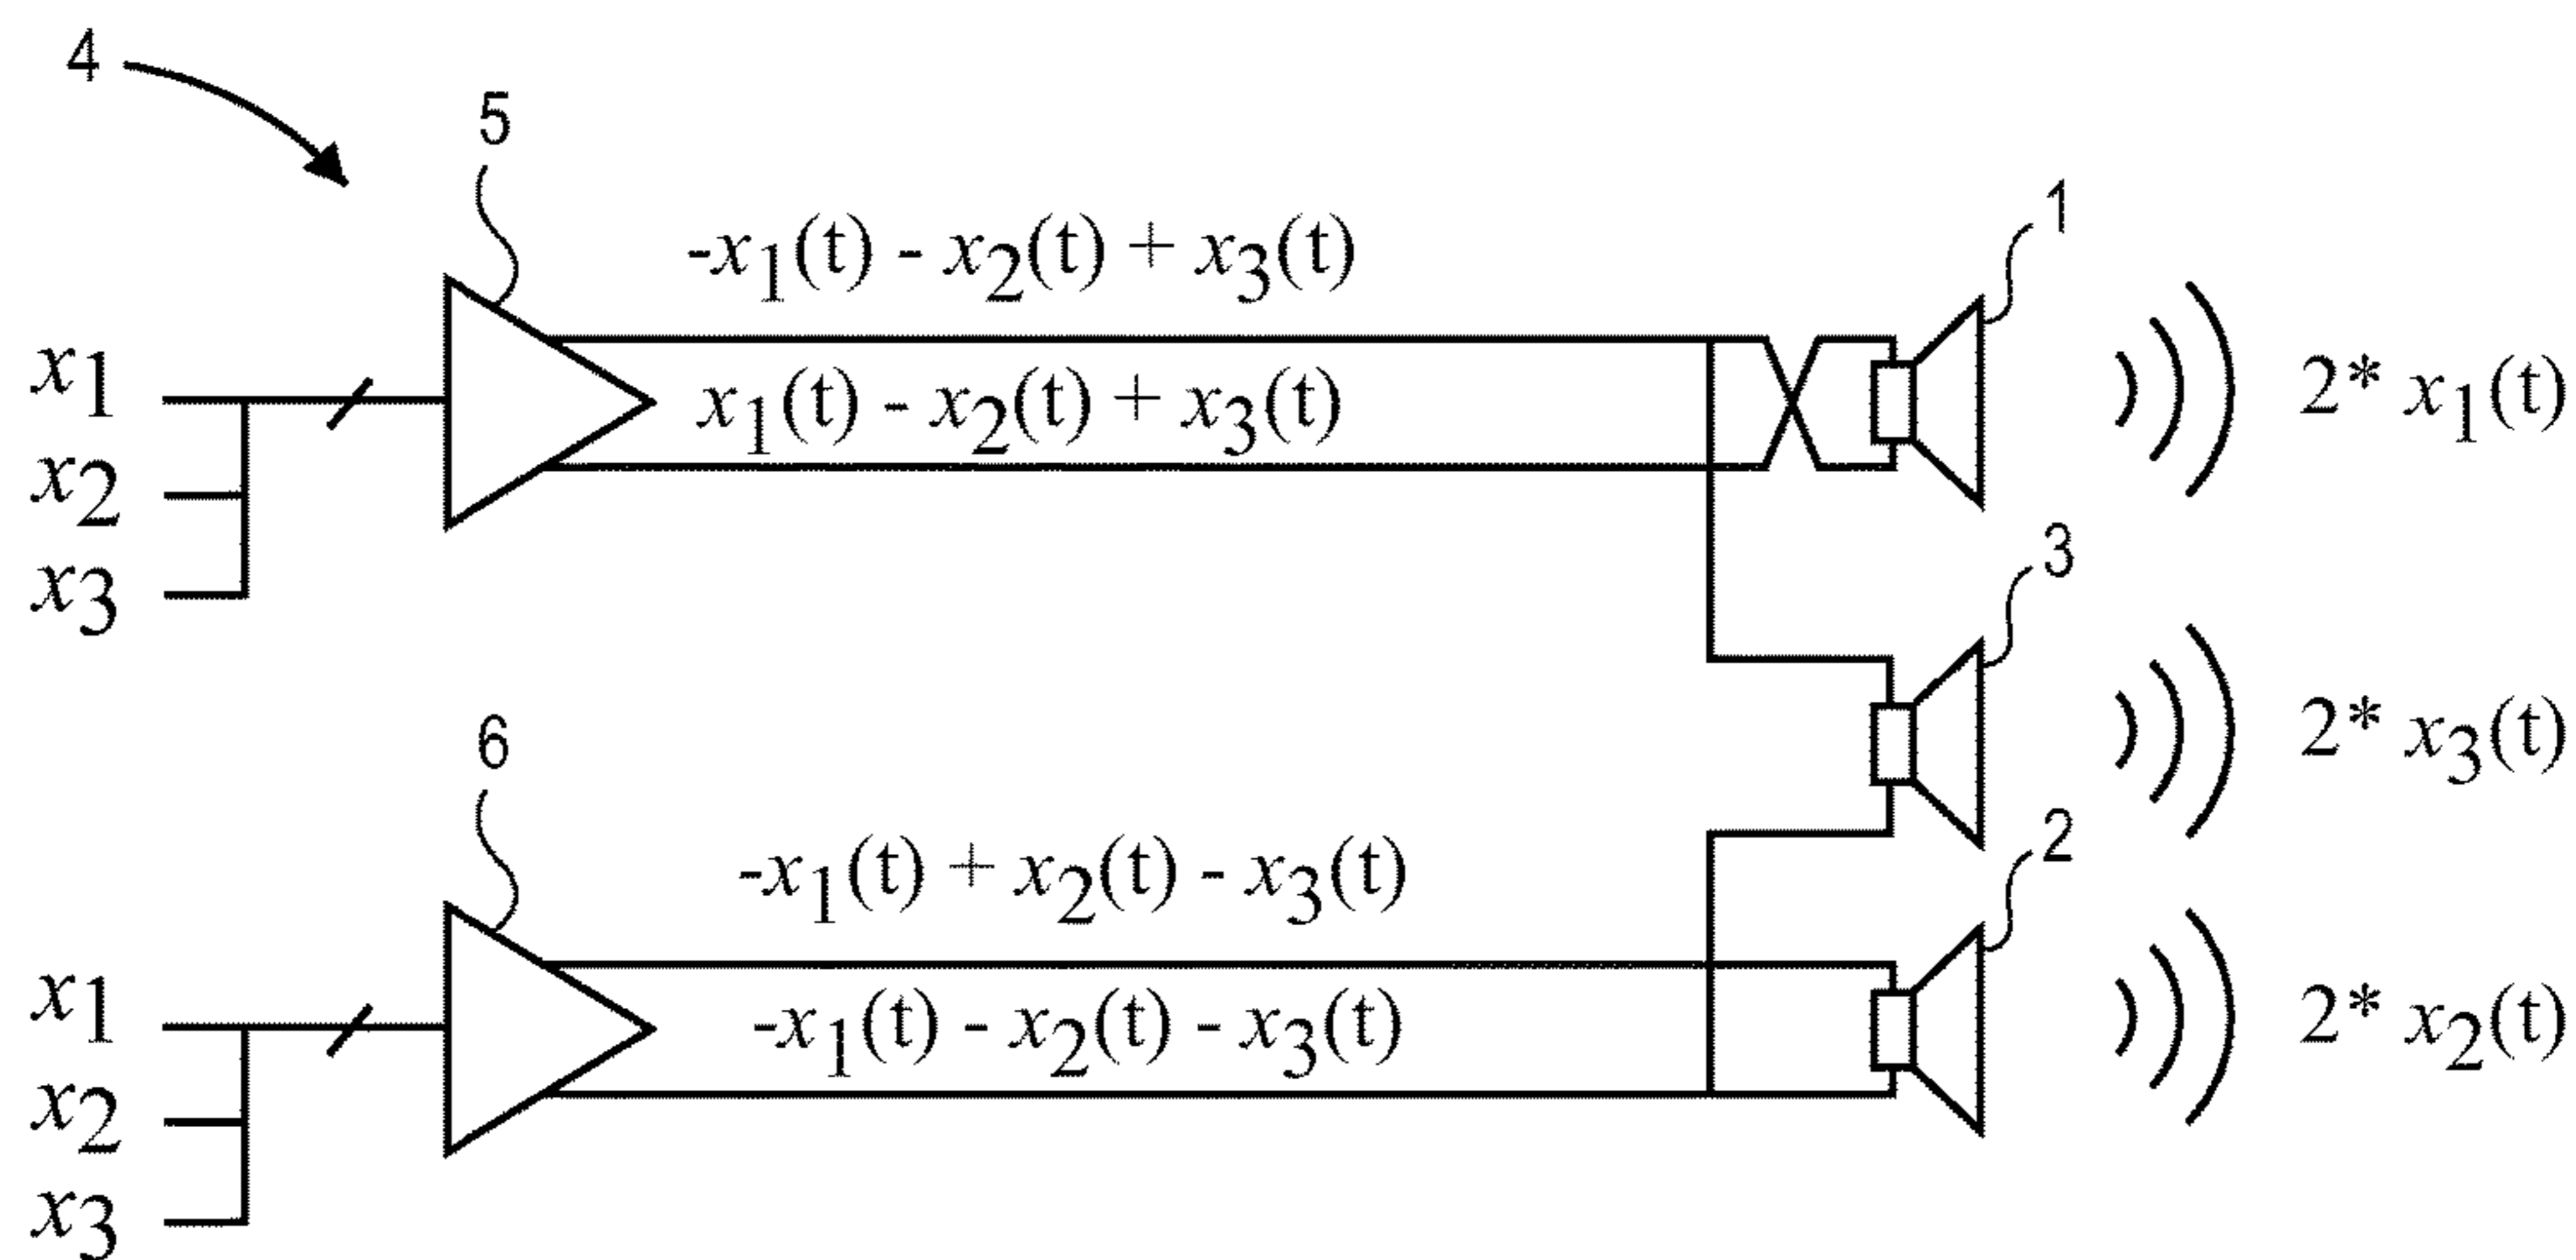 4
5
1
-x1(t) - x2(t) + x3(t)
x1
x1(t) - x2(t) + x3(t)
2* x1(t)
x2
x3
3
6
2* x3(t)
2
-x1(t) + x2(t) - x3(t)
x1
-x1(t) - x2(t) - x3(t)
2* x2(t)
x2
x3